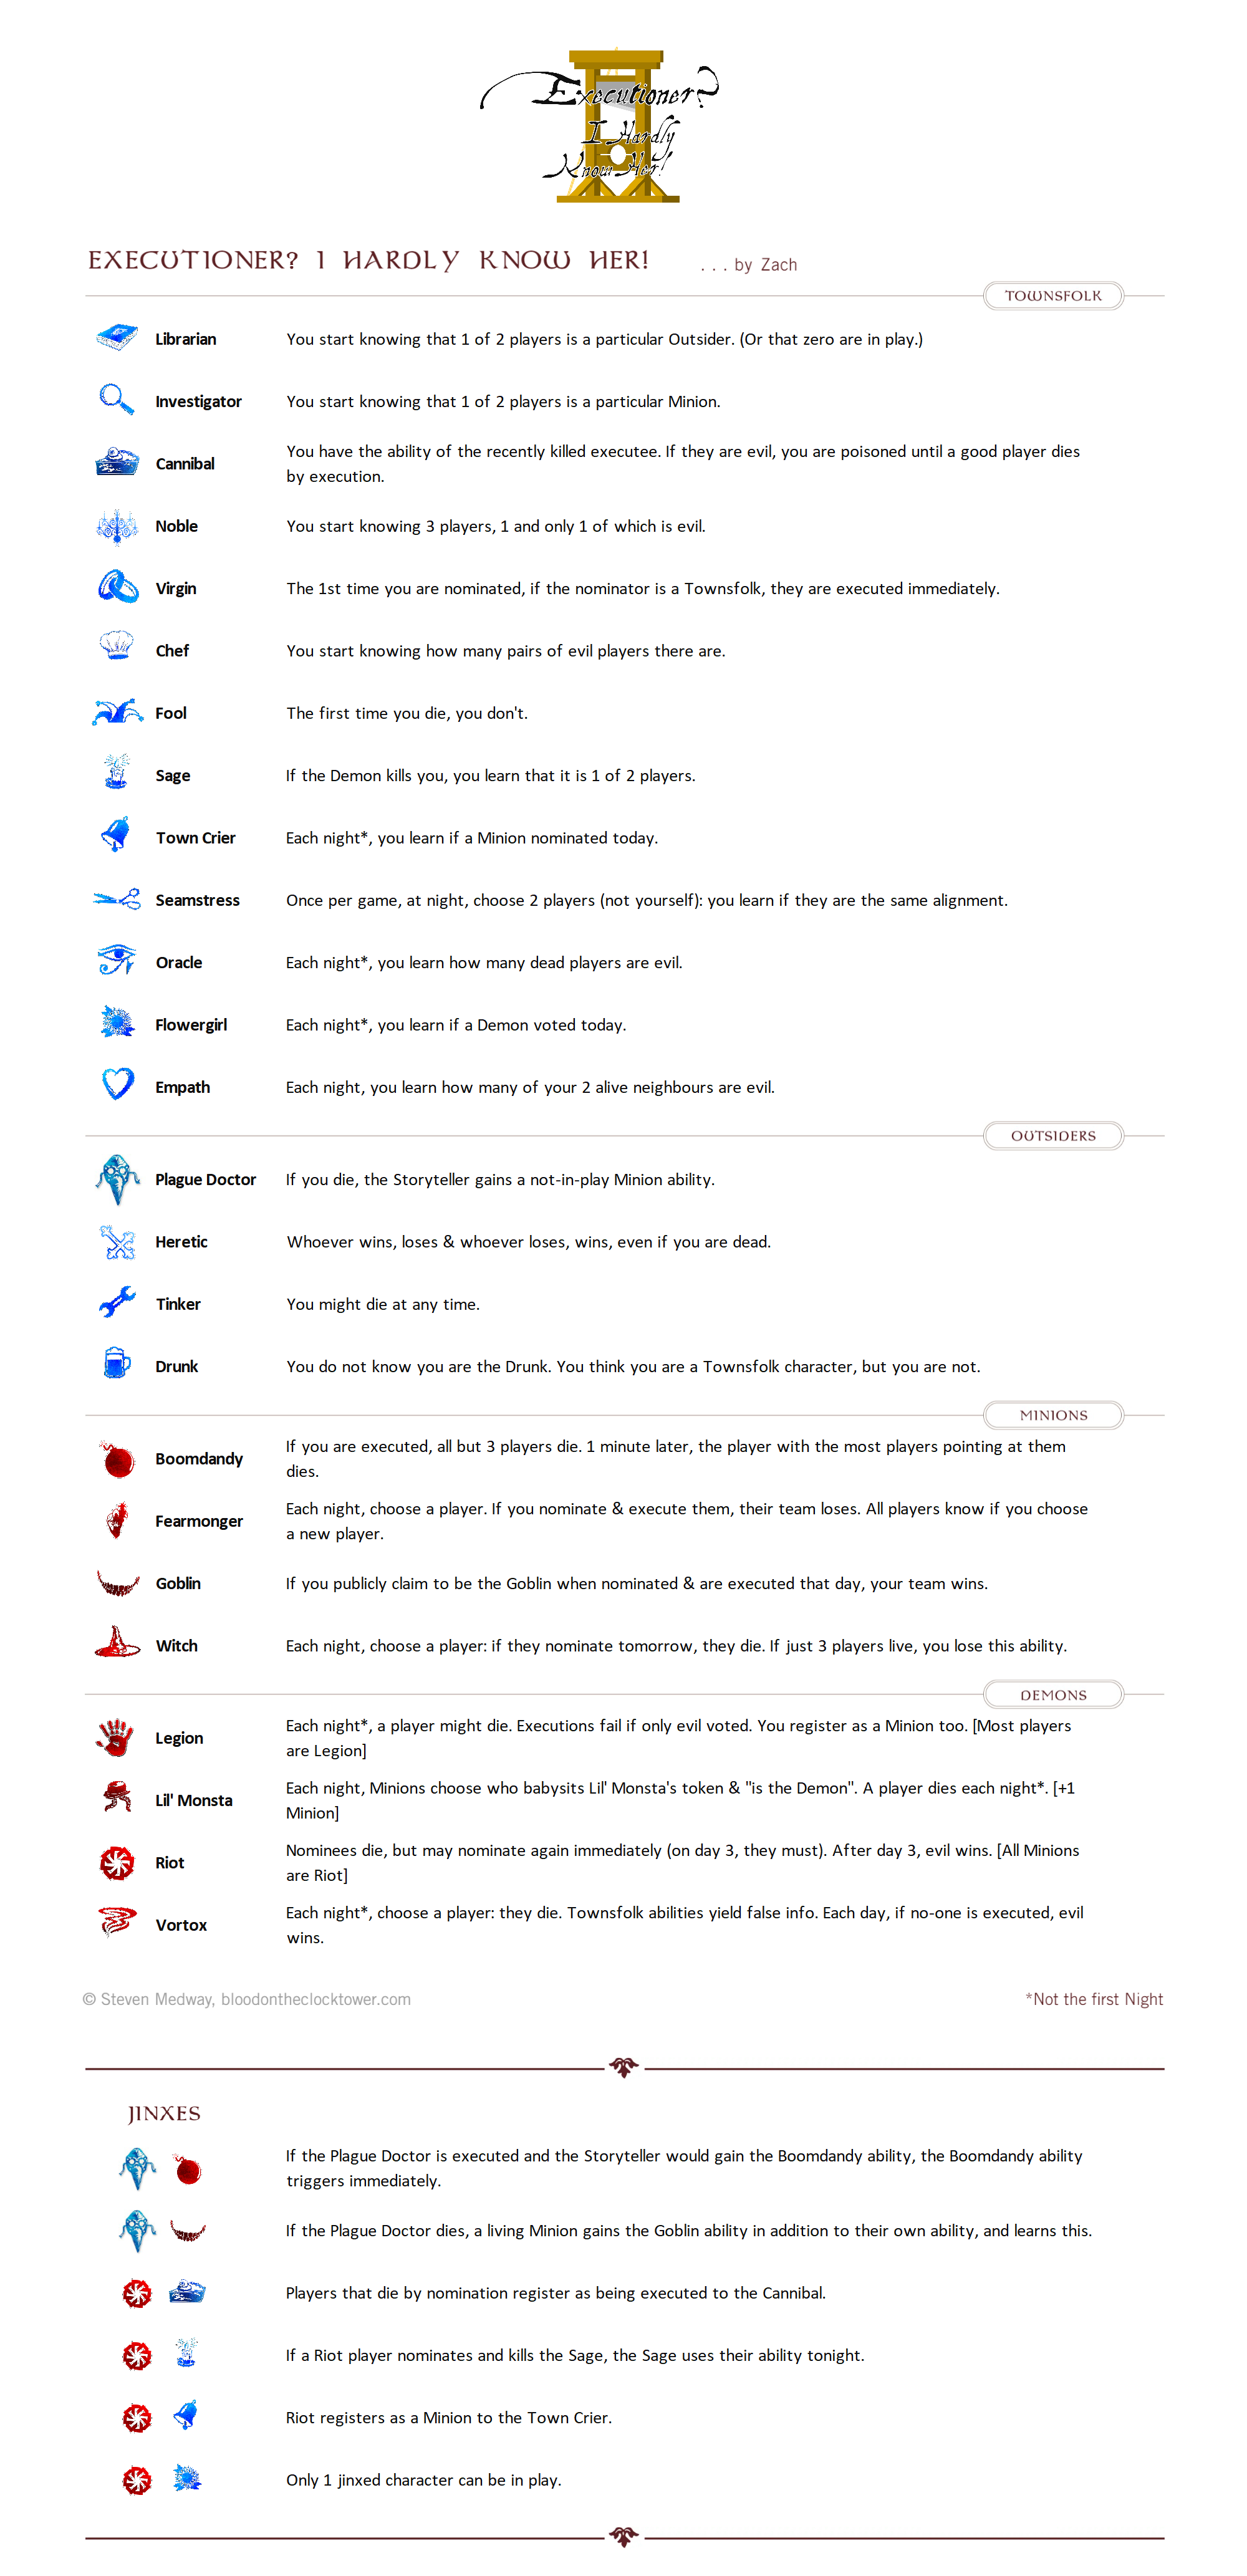 Executioner?
I Hardly
Know Her!
EXECUTIONER? I HARDLY KNOW HER!
. . . by Zach
TOWNSFOLK
Librarian
You start knowing that 1 of 2 players is a particular Outsider. (Or that zero are in play.)
Investigator
You start knowing that 1 of 2 players is a particular Minion.
Cannibal
You have the ability of the recently killed executee. If they are evil, you are poisoned until a good player dies
by execution.
Noble
You start knowing 3 players, 1 and only 1 of which is evil.
Virgin
The 1st time you are nominated, if the nominator is a Townsfolk, they are executed immediately.
Chef
You start knowing how many pairs of evil players there are.
Fool
The first time you die, you don't.
Sage
If the Demon kills you, you learn that it is 1 of 2 players.
Town Crier
Each night*, you learn if a Minion nominated today.
Seamstress
Once per game, at night, choose 2 players (not yourself): you learn if they are the same alignment.
Oracle
Each night*, you learn how many dead players are evil.
Flowergirl
Each night*, you learn if a Demon voted today.
Empath
Each night, you learn how many of your 2 alive neighbours are evil.
OUTSIDERS
Plague Doctor
If you die, the Storyteller gains a not-in-play Minion ability.
Heretic
Whoever wins, loses & whoever loses, wins, even if you are dead.
Tinker
You might die at any time.
Drunk
You do not know you are the Drunk. You think you are a Townsfolk character, but you are not.
MINIONS
Boomdandy
If you are executed, all but 3 players die. 1 minute later, the player with the most players pointing at them
dies.
Fearmonger
Each night, choose a player. If you nominate & execute them, their team loses. All players know if you choose
a new player.
Goblin
If you publicly claim to be the Goblin when nominated & are executed that day, your team wins.
Witch
Each night, choose a player: if they nominate tomorrow, they die. If just 3 players live, you lose this ability.
DEMONS
Legion
Each night*, a player might die. Executions fail if only evil voted. You register as a Minion too. [Most players
are Legion]
Lil' Monsta
Each night, Minions choose who babysits Lil' Monsta's token & "is the Demon". A player dies each night*. [+1
Minion]
Riot
Nominees die, but may nominate again immediately (on day 3, they must). After day 3, evil wins. [All Minions
are Riot]
Vortox
Each night*, choose a player: they die. Townsfolk abilities yield false info. Each day, if no-one is executed, evil
wins.
© Steven Medway, bloodontheclocktower.com
*Not the first Night
JINXES
If the Plague Doctor is executed and the Storyteller would gain the Boomdandy ability, the Boomdandy ability
triggers immediately.
If the Plague Doctor dies, a living Minion gains the Goblin ability in addition to their own ability, and learns this.
Players that die by nomination register as being executed to the Cannibal.
If a Riot player nominates and kills the Sage, the Sage uses their ability tonight.
Riot registers as a Minion to the Town Crier.
Only 1 jinxed character can be in play.